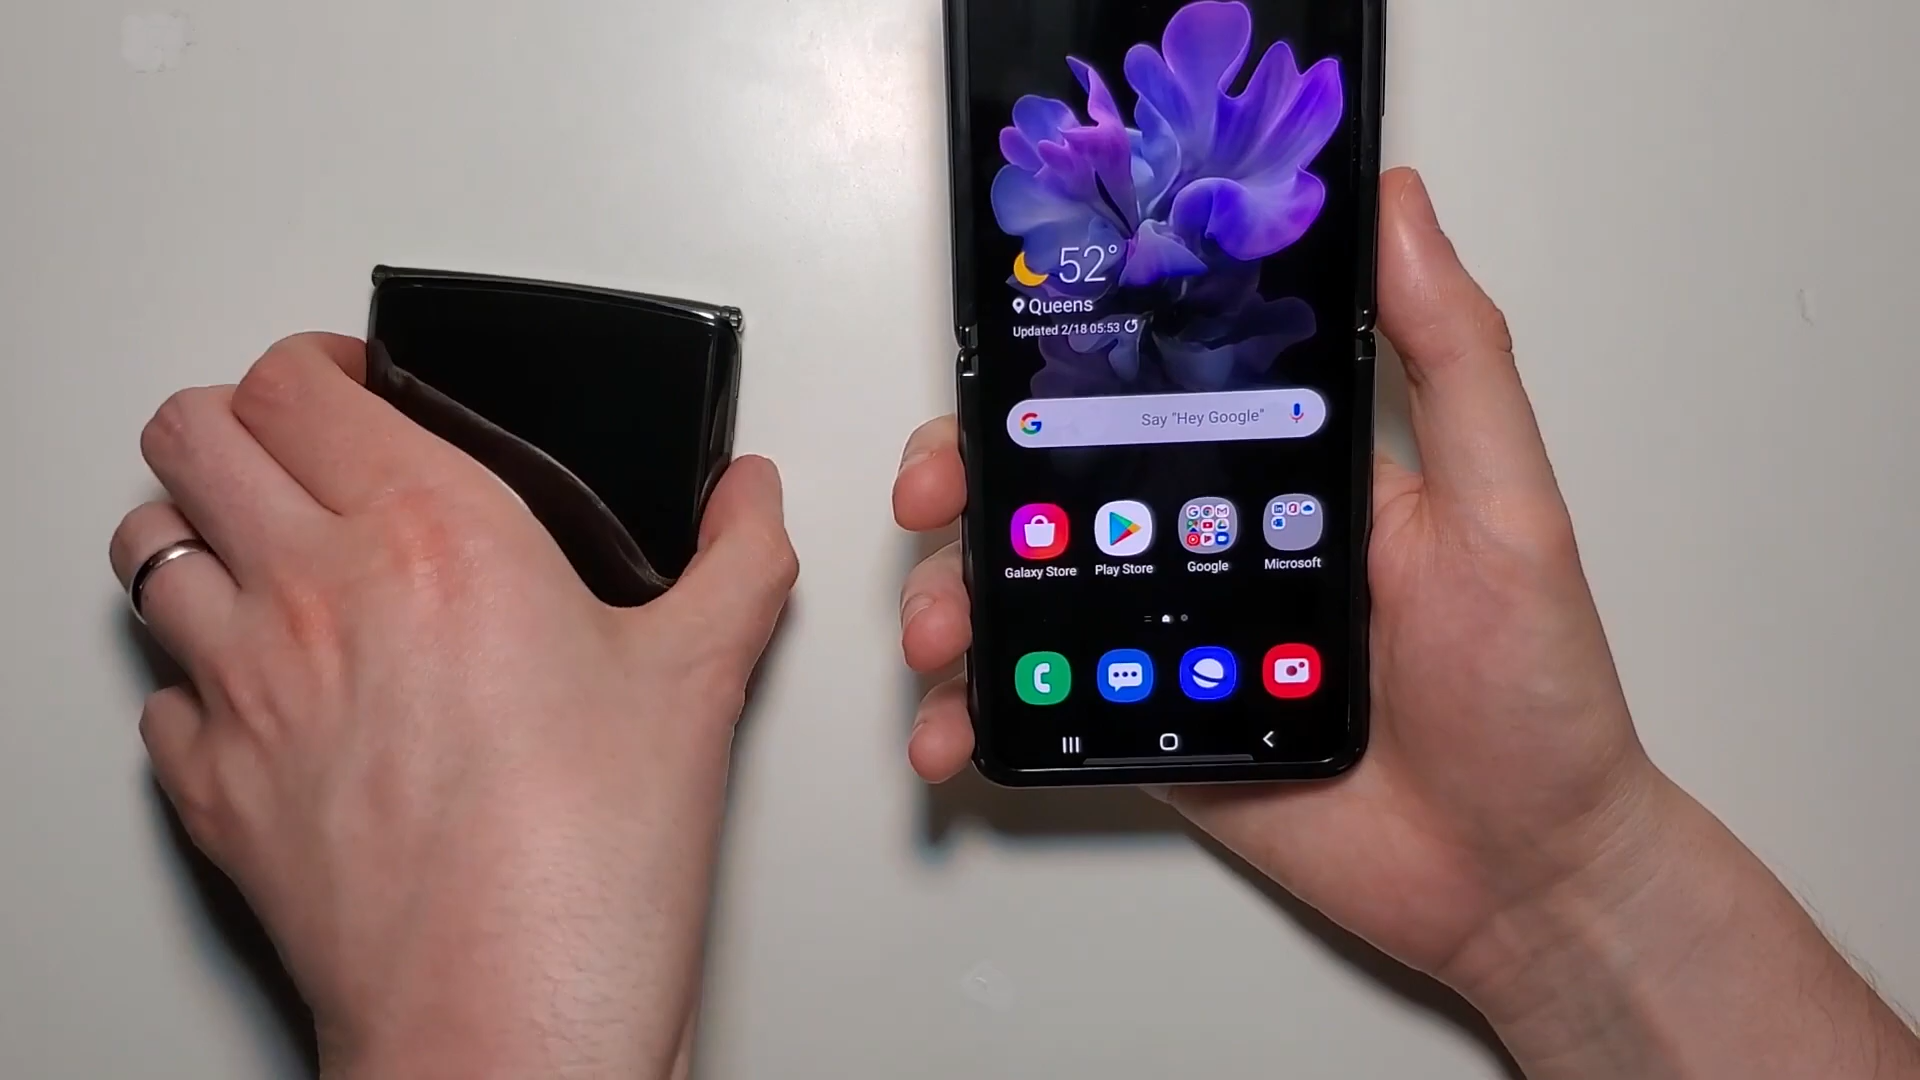 52°
Queens
Updated 2/18 05:53
Say "Hey Google"
Galaxy Store
Play Store
Google
Microsoft